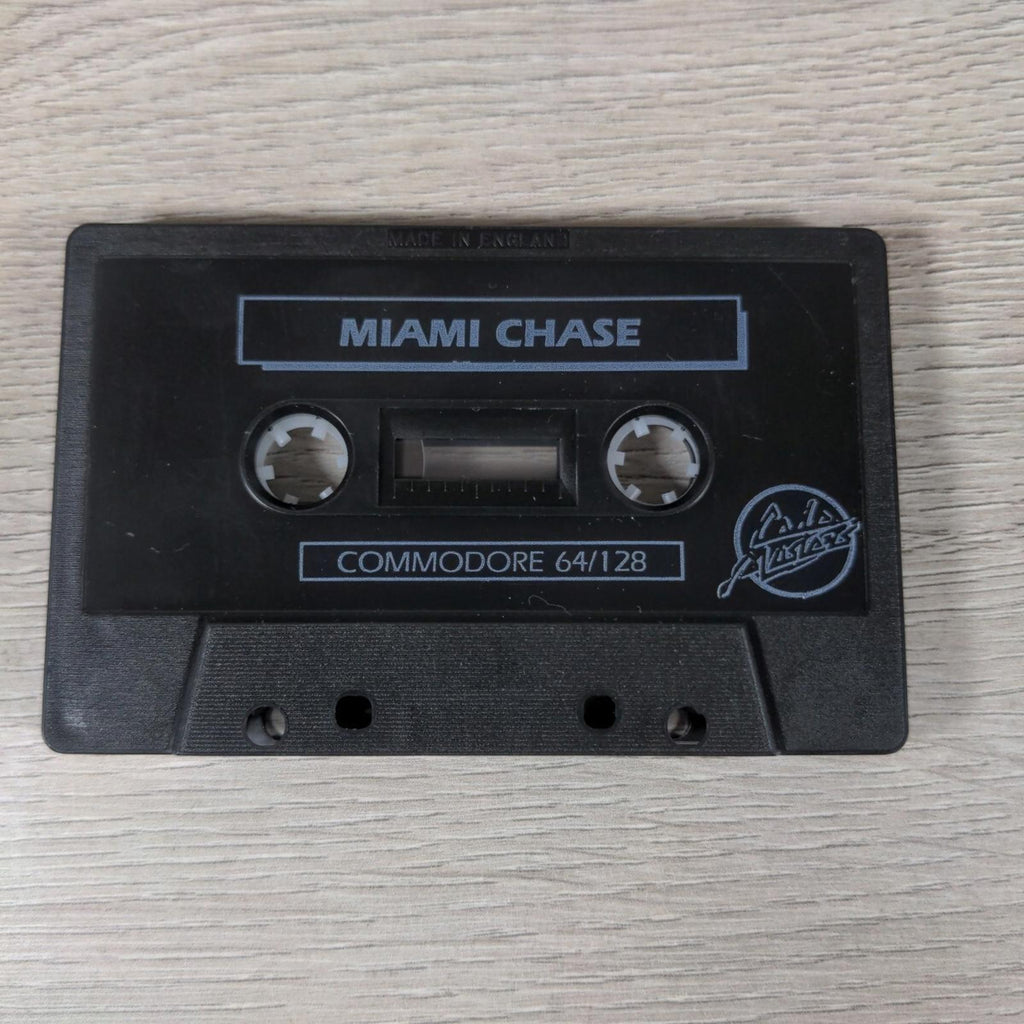 MADE IN ENGLAND
MIAMI CHASE
COMMODORE 64/128